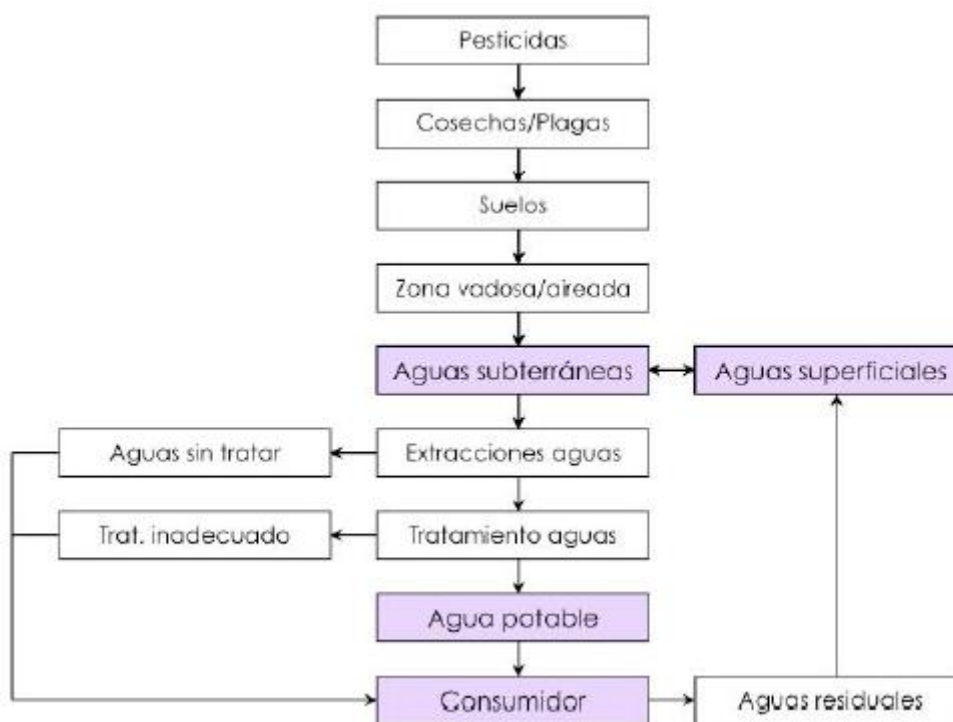 Pesticidas
Cosechas/Plagas
Suelos
Zona vadosa/aireada
Aguas subterráneas
Aguas superficiales
Aguas sin tratar
Extracciones aguas
Trat. inadecuado
Tratamiento aguas
Agua potable
Consumidor
Aguas residuales